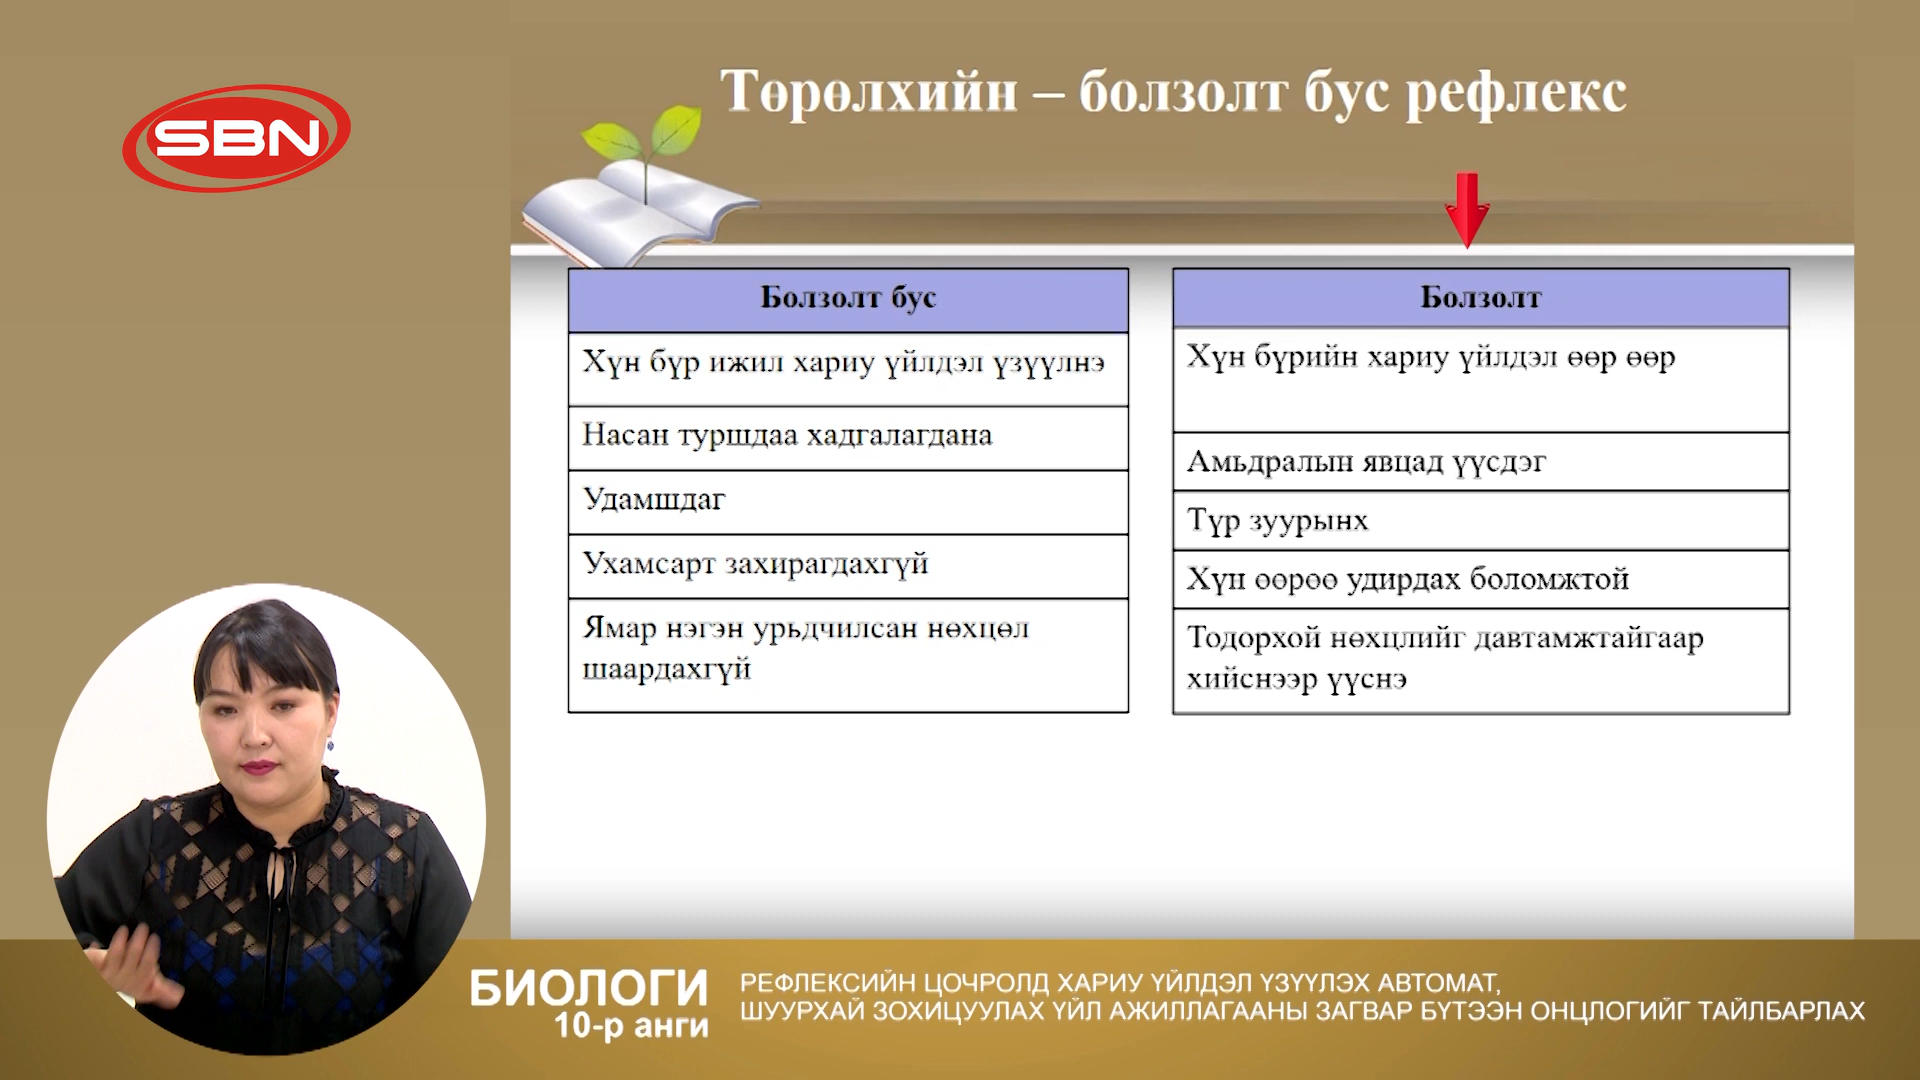 SBN
Төрөлхийн – болзолт бус рефлекс
Болзолт бус
Хүн бүр ижил хариу үйлдэл үзүүлнэ
Насан туршдаа хадгалагдана
Удамшдаг
Ухамсарт захирагдахгүй
Ямар нэгэн урьдчилсан нөхцөл
шаардахгүй
Болзолт
Хүн бүрийн хариу үйлдэл өөр өөр
Амьдралын явцад үүсдэг
Түр зуурынх
Хүн өөрөө удирдах боломжтой
Тодорхой нөхцлийг давтамжтайгаар
хийснээр үүснэ
БИОЛОГИ
10-р анги
РЕФЛЕКСИЙН ЦОЧРОЛД ХАРИУ ҮЙЛДЭЛ ҮЗҮҮЛЭХ АВТОМАТ,
ШУУРХАЙ ЗОХИЦУУЛАХ ҮЙЛ АЖИЛЛАГААНЫ ЗАГВАР БҮТЭЭН ОНЦЛОГИЙГ ТАЙЛБАРЛАХ